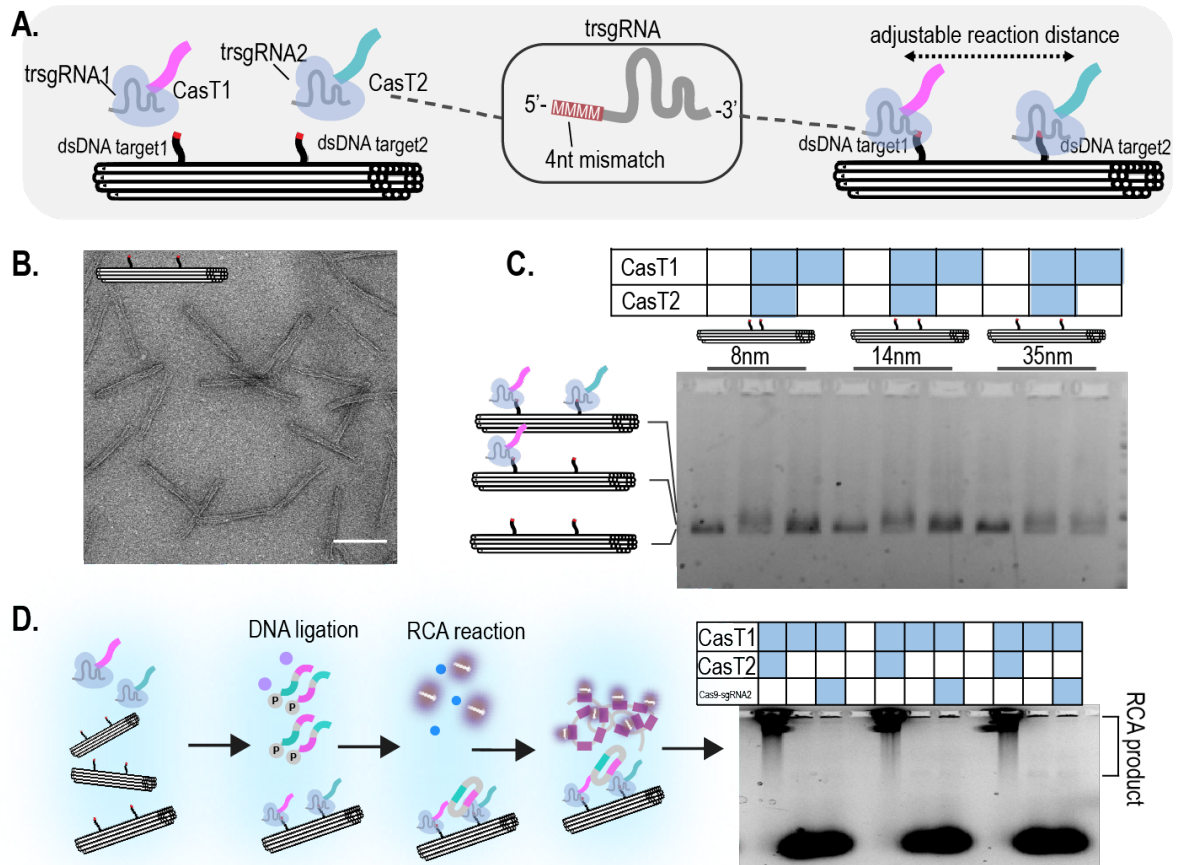 A.
trsgRNA1
CasT1
trsgRNA2
CasT2
dsDNA target1
dsDNA target2
trsgRNA
5'- MMMM -3'
4nt mismatch
adjustable reaction distance
dsDNA target1
dsDNA target2
B.
C.
CasT1
CasT2
8nm
14nm
35nm
D.
DNA ligation
P P
P P
RCA reaction
CasT1
CasT2
Cas9-sgRNA2
RCA product